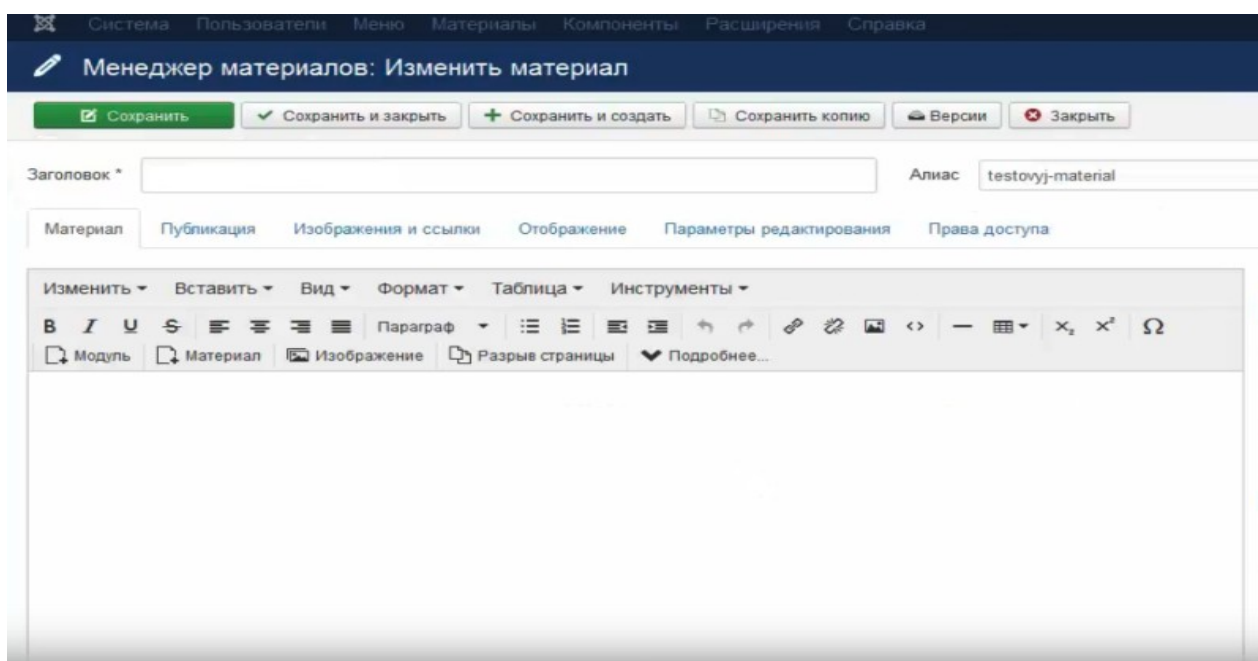 Система Пользователи Меню Материалы Компоненты Расширения Справка
Менеджер материалов: Изменить материал
Сохранить Сохранить и закрыть Сохранить и создать Сохранить копию Версии Закрыть
Заголовок * Алиас testovyj-material
Материал Публикация Изображения и ссылки Отображение Параметры редактирования Права доступа
Изменить Вставить Вид Формат Таблица Инструменты
B I U S Параграф x₂ x² Ω
Модуль Материал Изображение Разрыв страницы Подробнее...